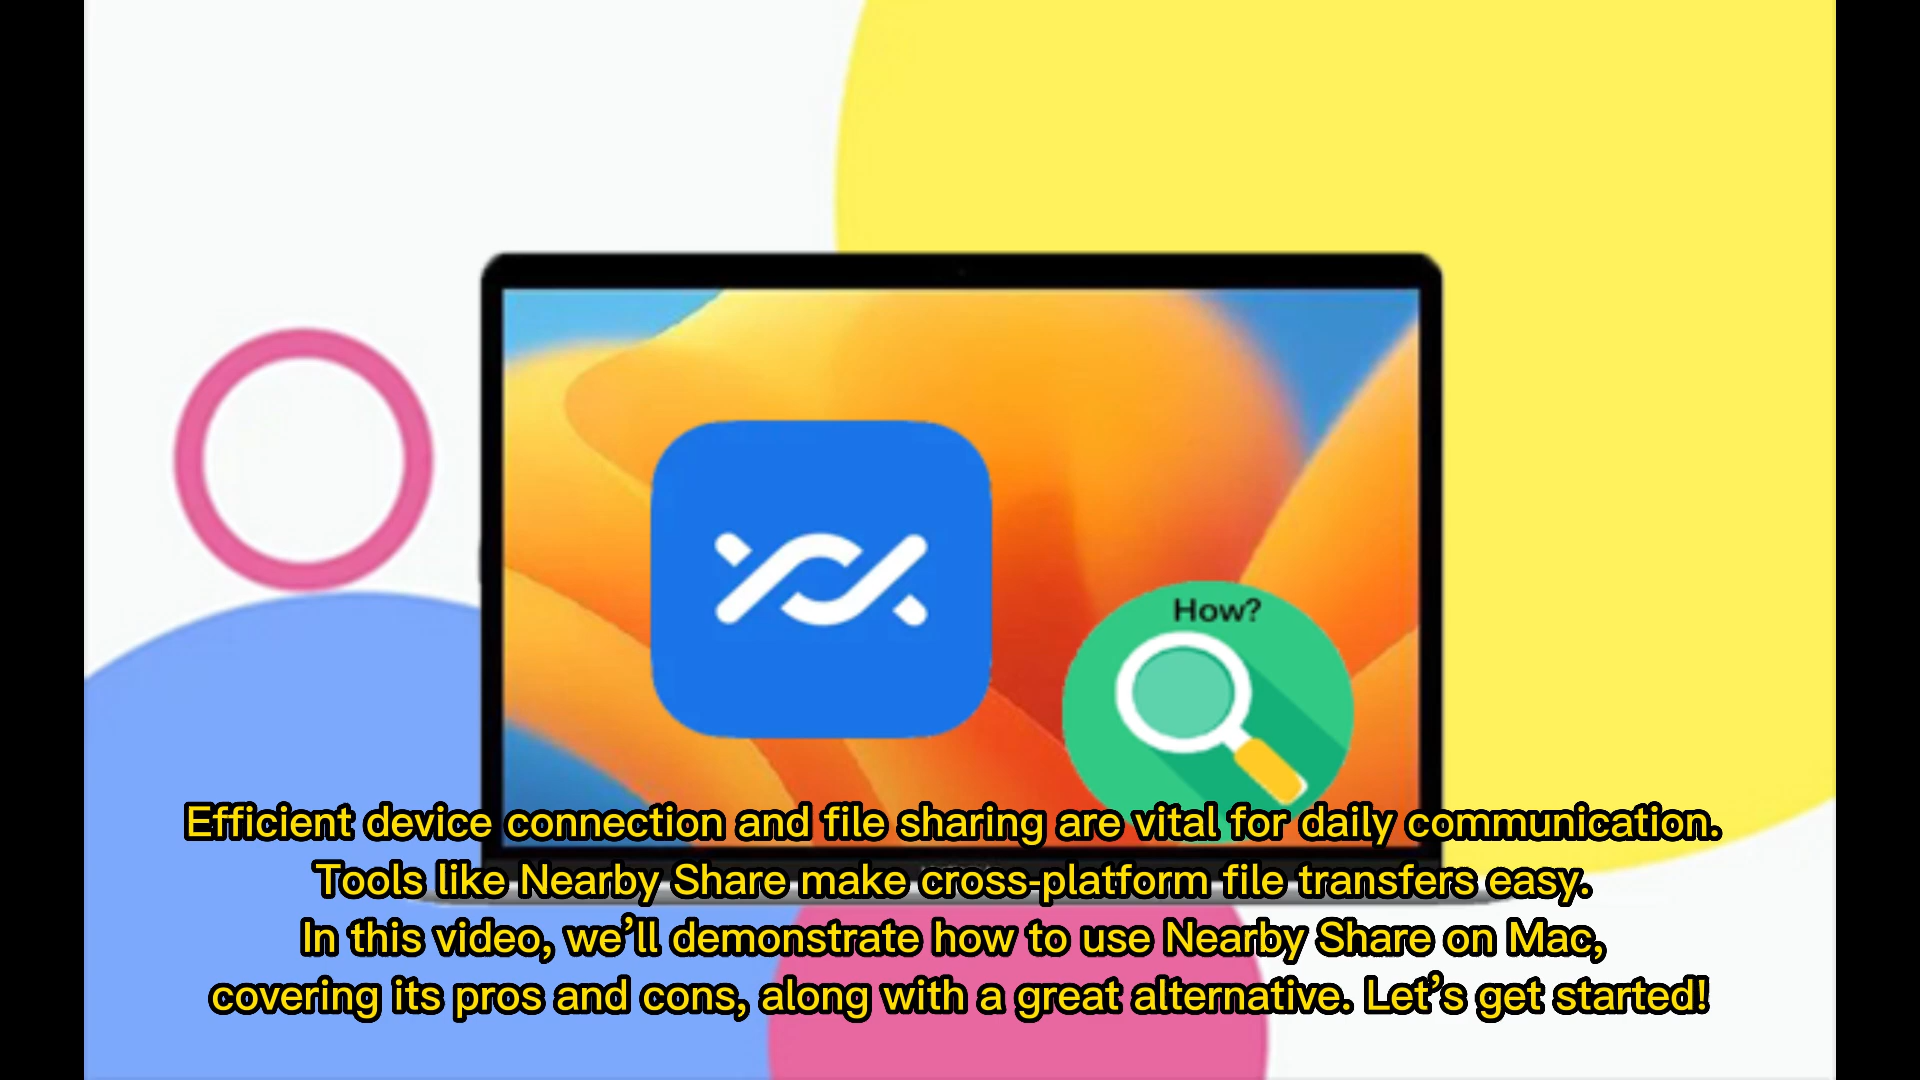 How?
Efficient device connection and file sharing are vital for daily communication.
Tools like Nearby Share make cross-platform file transfers easy.
In this video, we’ll demonstrate how to use Nearby Share on Mac,
covering its pros and cons, along with a great alternative. Let’s get started!